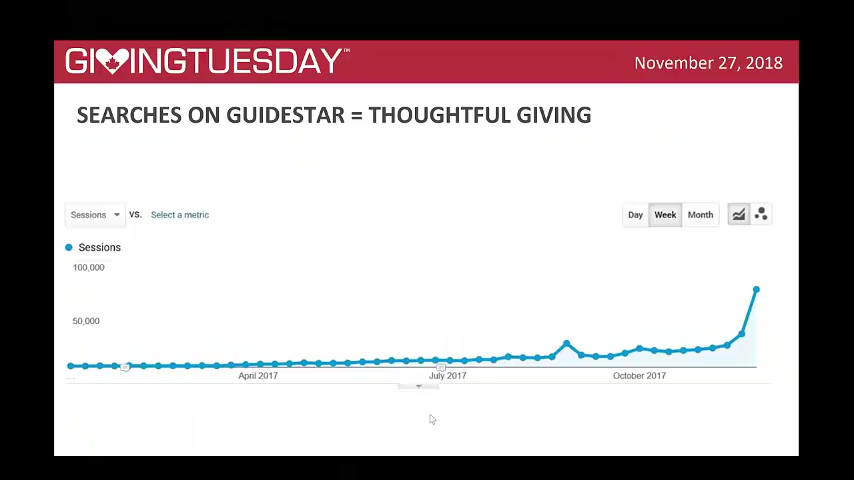 GIVINGTUESDAY™
November 27, 2018
SEARCHES ON GUIDESTAR = THOUGHTFUL GIVING
Sessions VS. Select a metric
Day Week Month
Sessions
100,000
50,000
...
April 2017 July 2017 October 2017